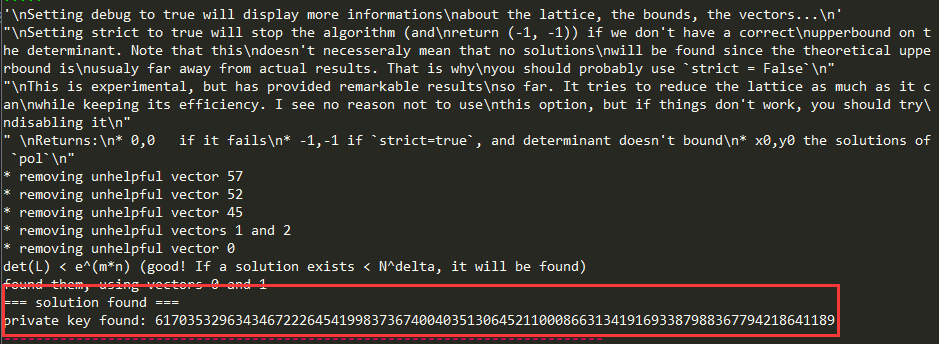 '\nSetting debug to true will display more informations\nabout the lattice, the bounds, the vectors...\n'
"\nSetting strict to true will stop the algorithm (and\nreturn (-1, -1)) if we don't have a correct\nupperbound on t
he determinant. Note that this\ndoesn't necesseraly mean that no solutions\nwill be found since the theoretical uppe
rbound is\nusualy far away from actual results. That is why\nyou should probably use `strict = False`\n"
"\nThis is experimental, but has provided remarkable results\nso far. It tries to reduce the lattice as much as it c
an\nwhile keeping its efficiency. I see no reason not to use\nthis option, but if things don't work, you should try\
ndisabling it\n"
" \nReturns:\n* 0,0   if it fails\n* -1,-1 if `strict=true`, and determinant doesn't bound\n* x0,y0 the solutions of
 `pol`\n"
* removing unhelpful vector 57
* removing unhelpful vector 52
* removing unhelpful vector 45
* removing unhelpful vectors 1 and 2
* removing unhelpful vector 0
det(L) < e^(m*n) (good! If a solution exists < N^delta, it will be found)
found them, using vectors 0 and 1
=== solution found ===
private key found: 617035329634346722264541998373674004035130645211000866313419169338798836779421864118​9